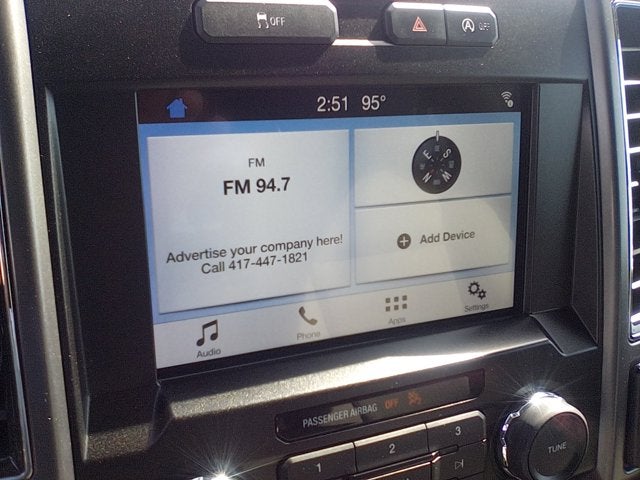 OFF
OFF
2:51 95°
FM
FM 94.7
Advertise your company here!
Call 417-447-1821
Add Device
Audio
Phone
Apps
Settings
PASSENGER AIRBAG OFF
1
2
3
TUNE